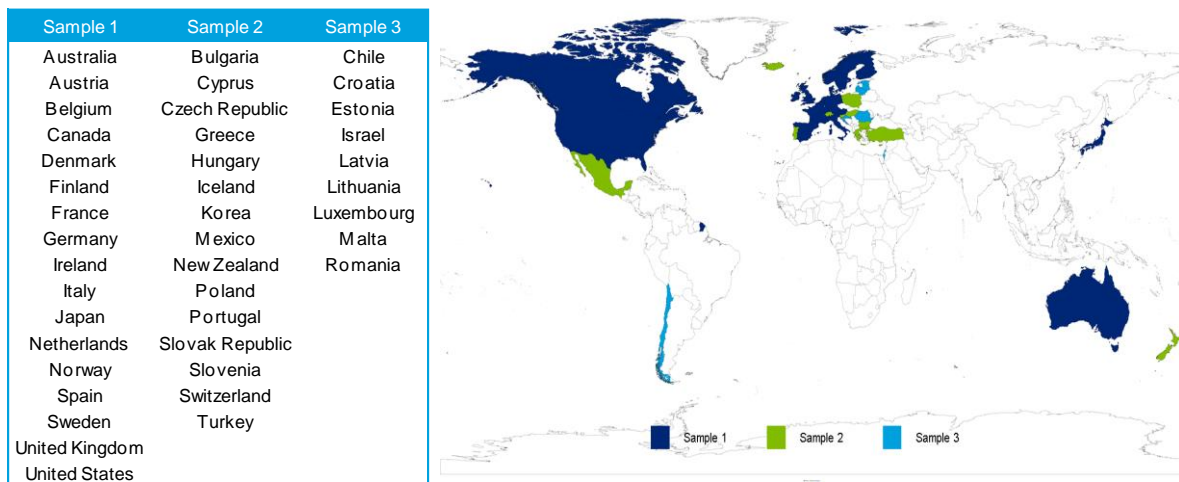 Sample 1 Sample 2 Sample 3
Australia Bulgaria Chile
Austria Cyprus Croatia
Belgium Czech Republic Estonia
Canada Greece Israel
Denmark Hungary Latvia
Finland Iceland Lithuania
France Korea Luxembourg
Germany Mexico Malta
Ireland New Zealand Romania
Italy Poland
Japan Portugal
Netherlands Slovak Republic
Norway Slovenia
Spain Switzerland
Sweden Turkey
United Kingdom
United States
Sample 1 Sample 2 Sample 3